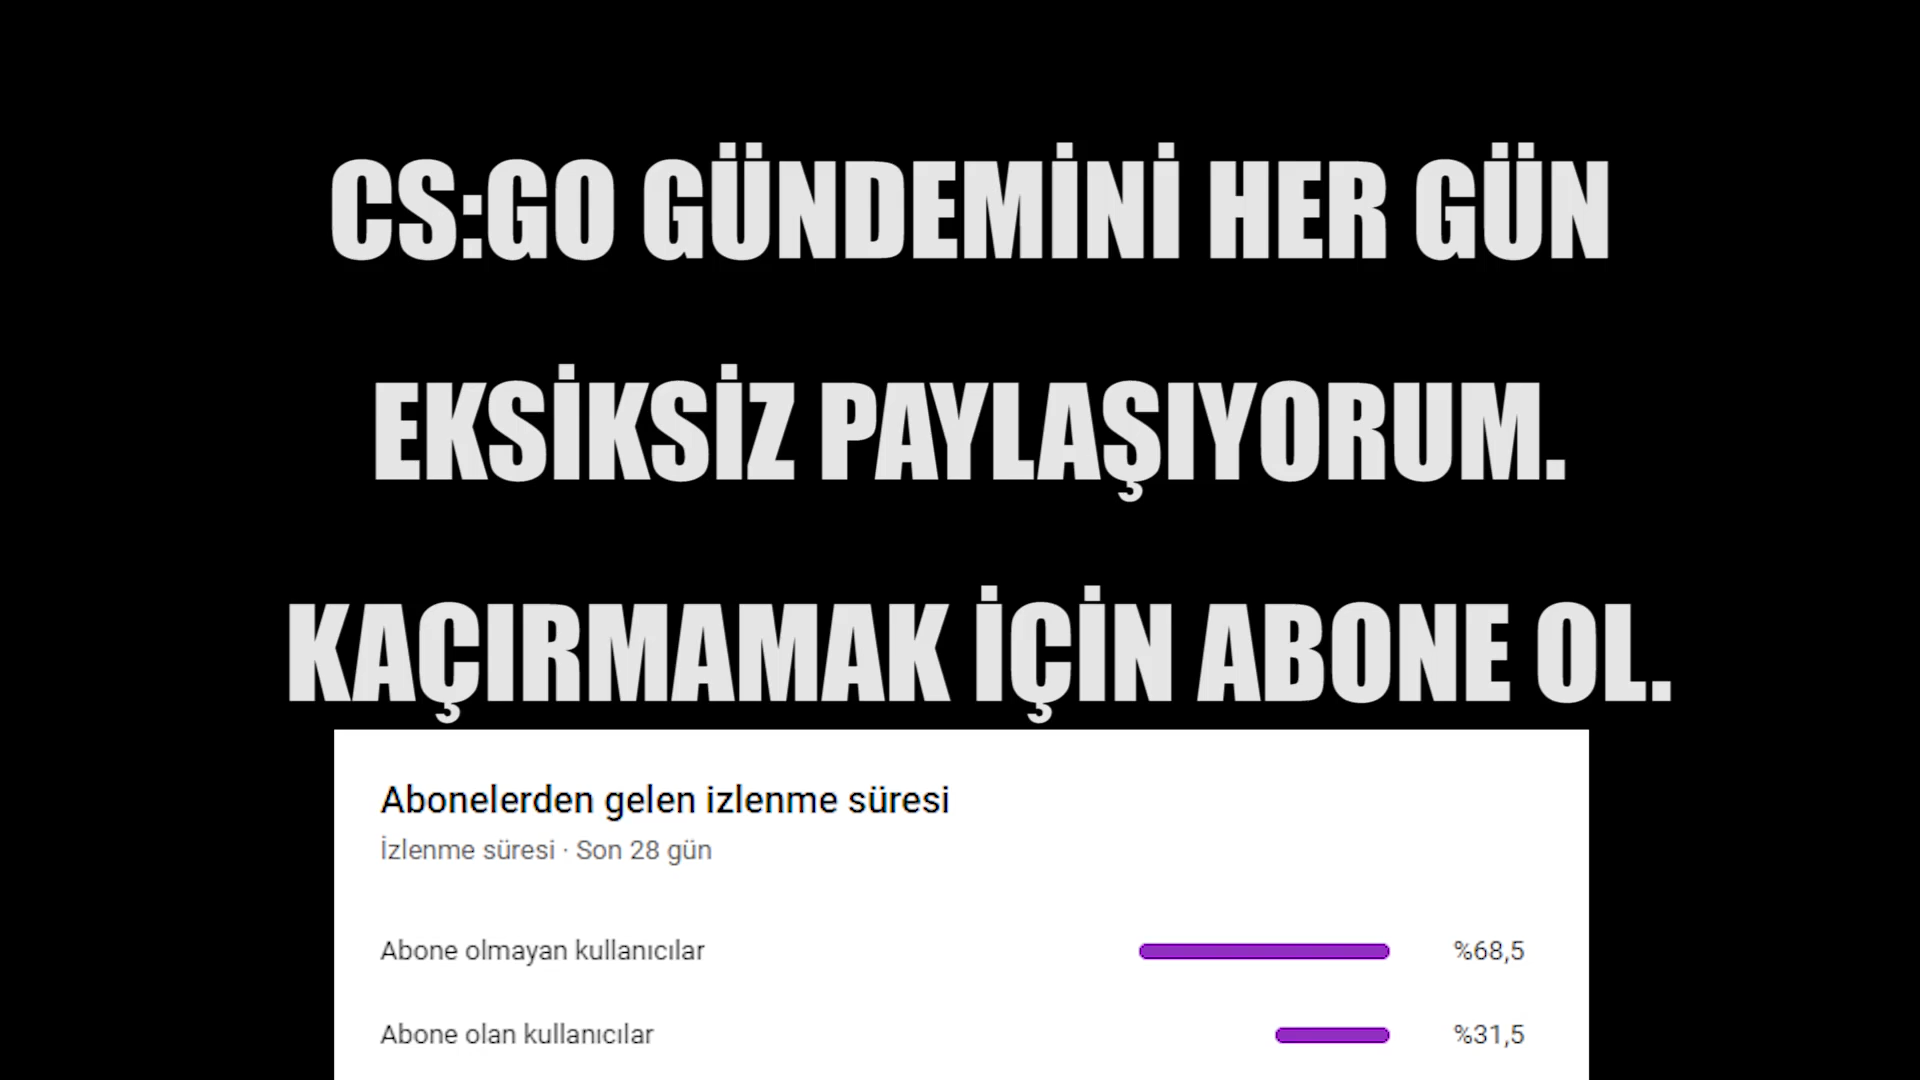 CS:GO GÜNDEMİNİ HER GÜN
EKSİKSİZ PAYLAŞIYORUM.
KAÇIRMAMAK İÇİN ABONE OL.
Abonelerden gelen izlenme süresi
İzlenme süresi · Son 28 gün
Abone olmayan kullanıcılar %68,5
Abone olan kullanıcılar %31,5